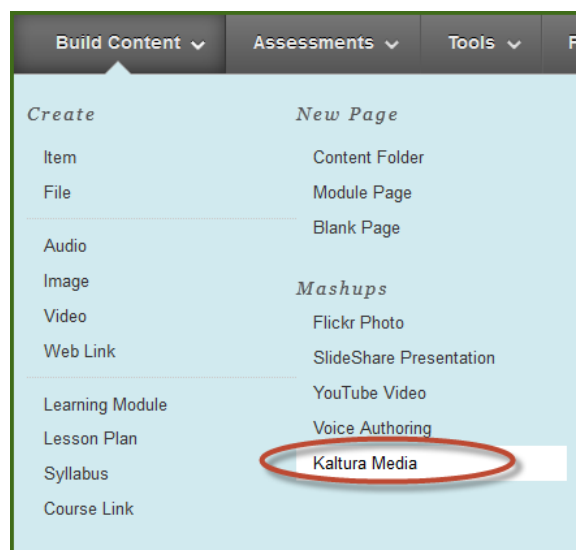 Build Content Assessments Tools
Create
Item
File
Audio
Image
Video
Web Link
Learning Module
Lesson Plan
Syllabus
Course Link
New Page
Content Folder
Module Page
Blank Page
Mashups
Flickr Photo
SlideShare Presentation
YouTube Video
Voice Authoring
Kaltura Media